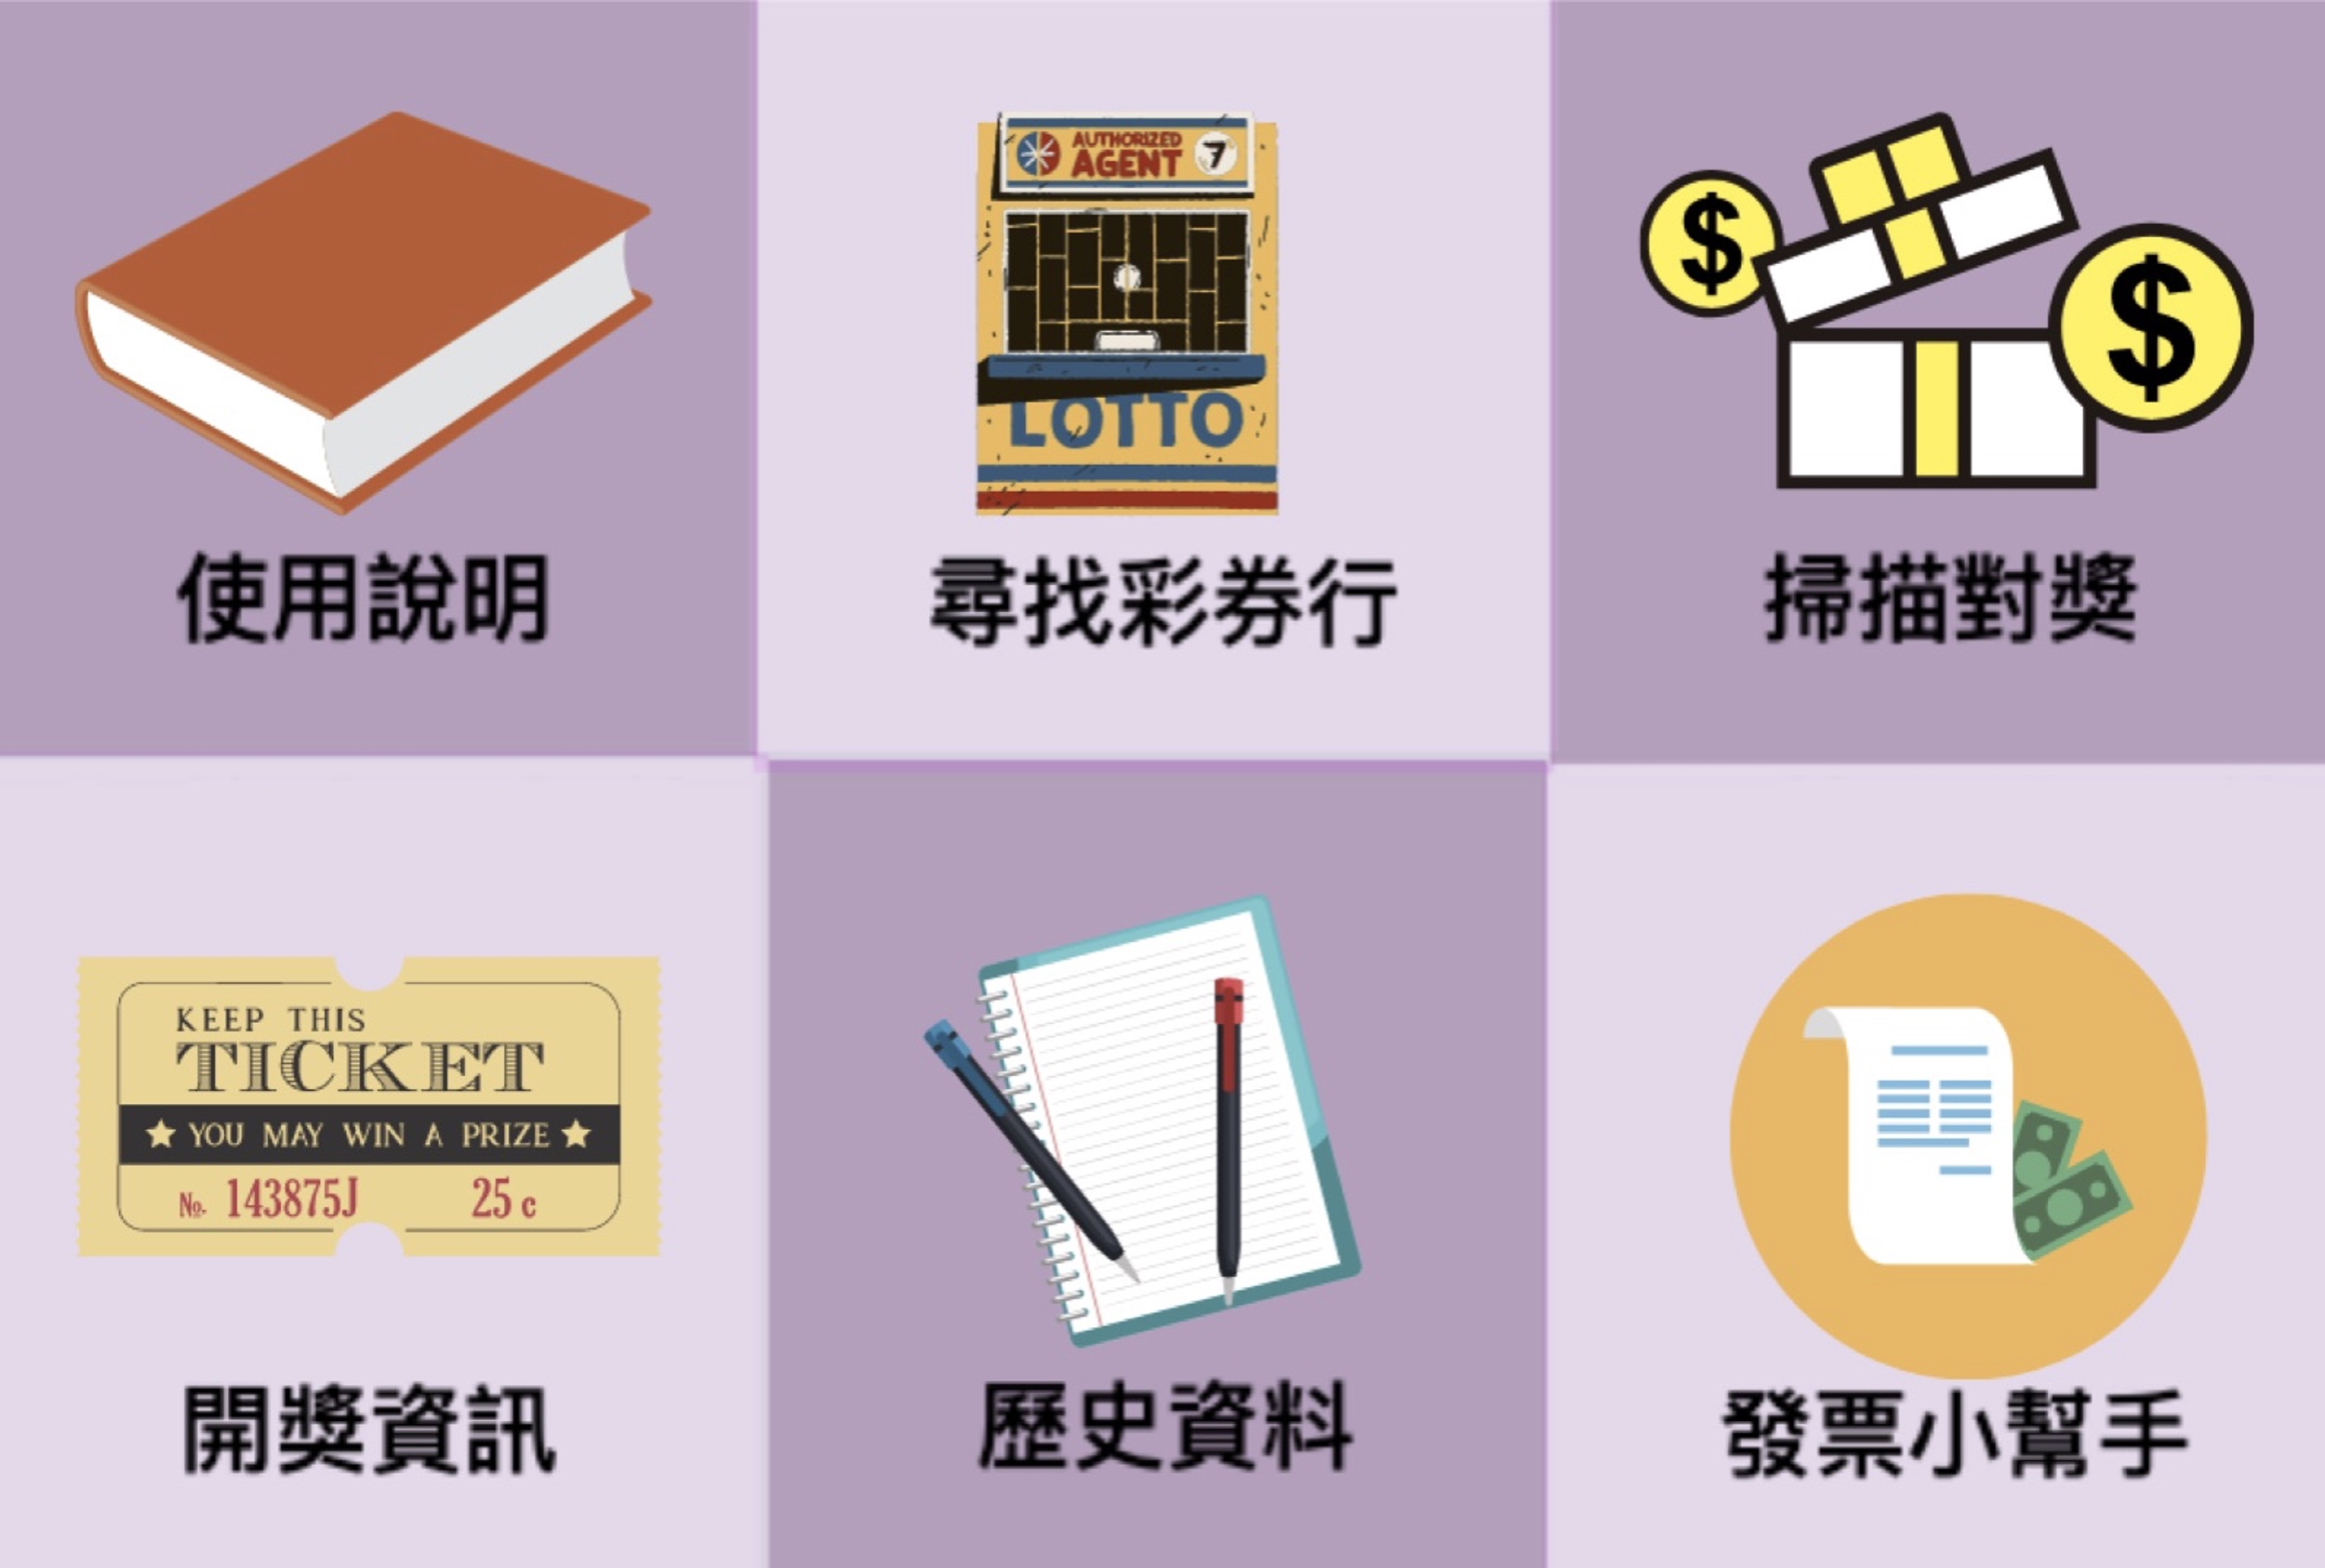 AUTHORIZED
AGENT 7
LOTTO
$
$
使用說明
尋找彩券行
掃描對獎
KEEP THIS
TICKET
★ YOU MAY WIN A PRIZE ★
№. 143875J 25 c
開獎資訊
歷史資料
發票小幫手